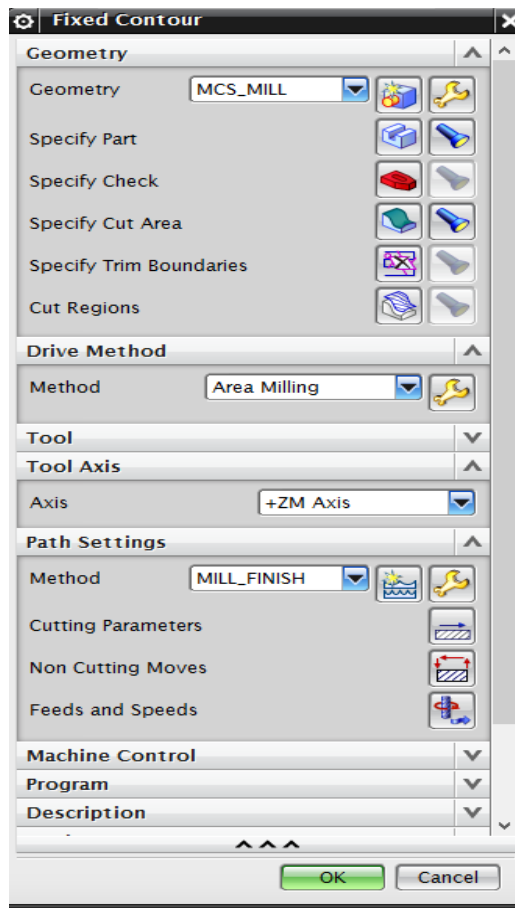 Fixed Contour
Geometry
Geometry MCS_MILL
Specify Part
Specify Check
Specify Cut Area
Specify Trim Boundaries
Cut Regions
Drive Method
Method Area Milling
Tool
Tool Axis
Axis +ZM Axis
Path Settings
Method MILL_FINISH
Cutting Parameters
Non Cutting Moves
Feeds and Speeds
Machine Control
Program
Description
OK Cancel